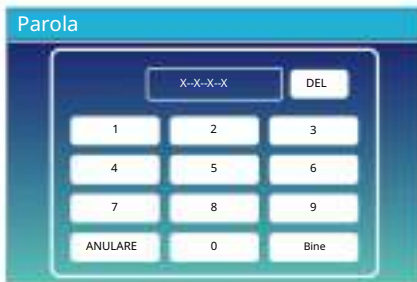 Parola
X--X--X--X DEL
1 2 3
4 5 6
7 8 9
ANULARE 0 Bine